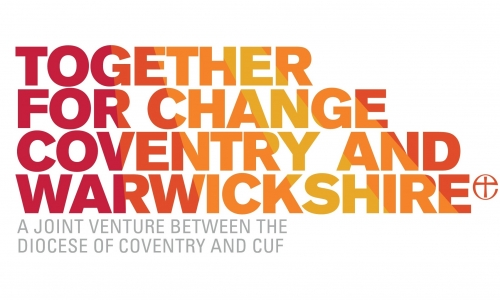 TOGETHER
FOR CHANGE
COVENTRY AND
WARWICKSHIRE
A JOINT VENTURE BETWEEN THE
DIOCESE OF COVENTRY AND CUF